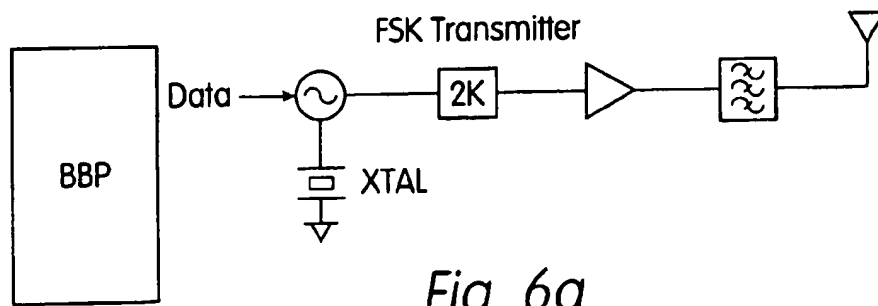 FSK Transmitter
Data
2K
BBP
XTAL
Fig. 6a